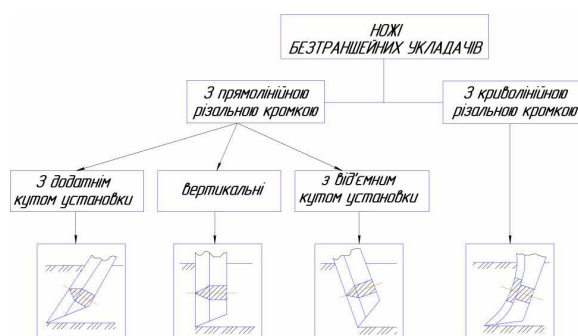 НОЖІ
БЕЗТРАНШЕЙНИХ УКЛАДАЧІВ
З прямолінійною
різальною кромкою
З криволінійною
різальною кромкою
З додатнім
кутом установки
вертикальні
з від'ємним
кутом установки